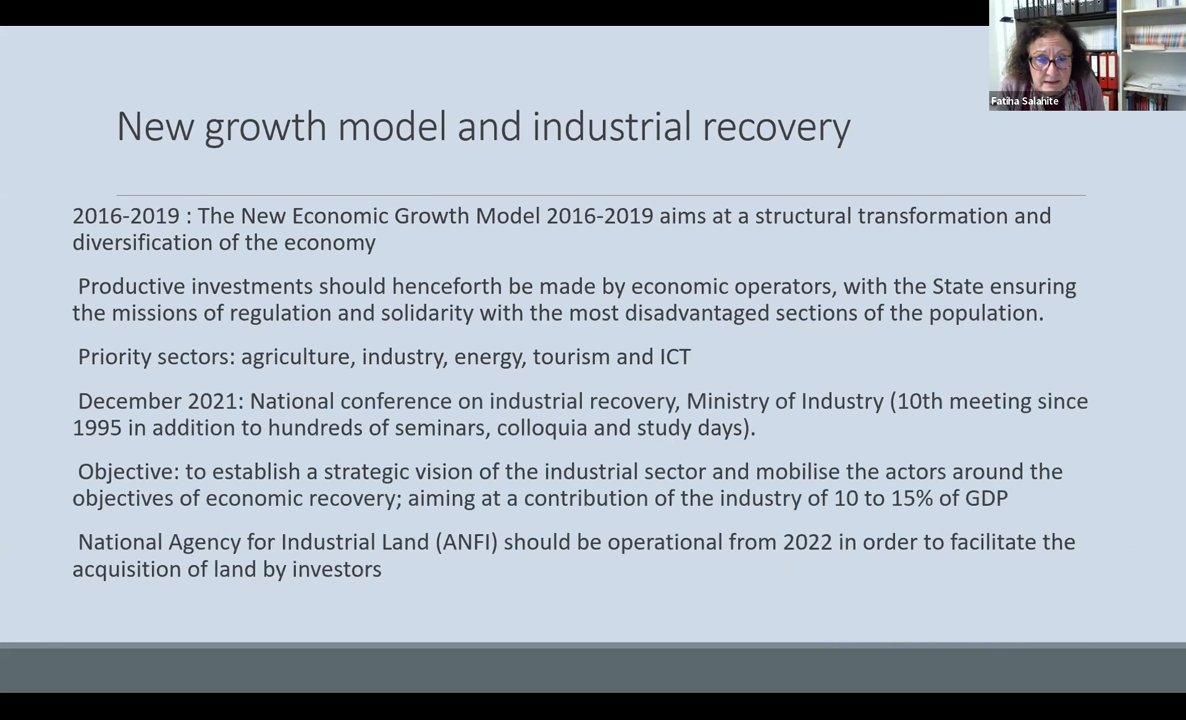 Fatiha Salahite
New growth model and industrial recovery
2016-2019 : The New Economic Growth Model 2016-2019 aims at a structural transformation and
diversification of the economy
Productive investments should henceforth be made by economic operators, with the State ensuring
the missions of regulation and solidarity with the most disadvantaged sections of the population.
Priority sectors: agriculture, industry, energy, tourism and ICT
December 2021: National conference on industrial recovery, Ministry of Industry (10th meeting since
1995 in addition to hundreds of seminars, colloquia and study days).
Objective: to establish a strategic vision of the industrial sector and mobilise the actors around the
objectives of economic recovery; aiming at a contribution of the industry of 10 to 15% of GDP
National Agency for Industrial Land (ANFI) should be operational from 2022 in order to facilitate the
acquisition of land by investors